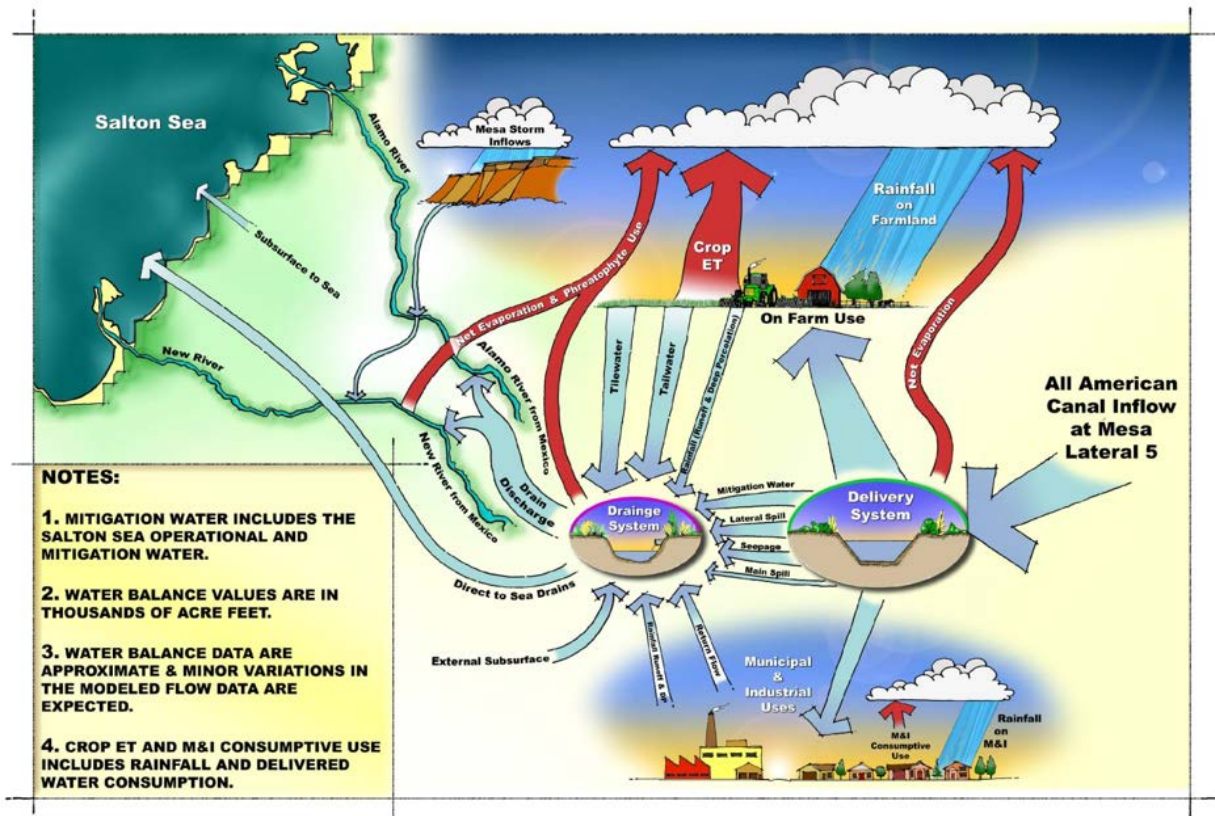 Salton Sea
Alamo River
Mesa Storm
Inflows
Subsurface to Sea
New River
Net Evaporation & Phreatophyte Use
Crop
ET
Rainfall
on
Farmland
On Farm Use
Net Evaporation
All American
Canal Inflow
at Mesa
Lateral 5
Tilewater
Tailwater
Rainfall (Runoff & Deep Percolation)
Alamo River from Mexico
New River from Mexico
Drain
Discharge
Direct to Sea Drains
Drainge
System
Mitigation Water
Lateral Spill
Seepage
Main Spill
Delivery
System
External Subsurface
Rainfall Runoff & DP
Return Flow
Municipal
&
Industrial
Uses
M&I
Consumptive
Use
Rainfall
on
M&I
NOTES:
1. MITIGATION WATER INCLUDES THE
SALTON SEA OPERATIONAL AND
MITIGATION WATER.
2. WATER BALANCE VALUES ARE IN
THOUSANDS OF ACRE FEET.
3. WATER BALANCE DATA ARE
APPROXIMATE & MINOR VARIATIONS IN
THE MODELED FLOW DATA ARE
EXPECTED.
4. CROP ET AND M&I CONSUMPTIVE USE
INCLUDES RAINFALL AND DELIVERED
WATER CONSUMPTION.